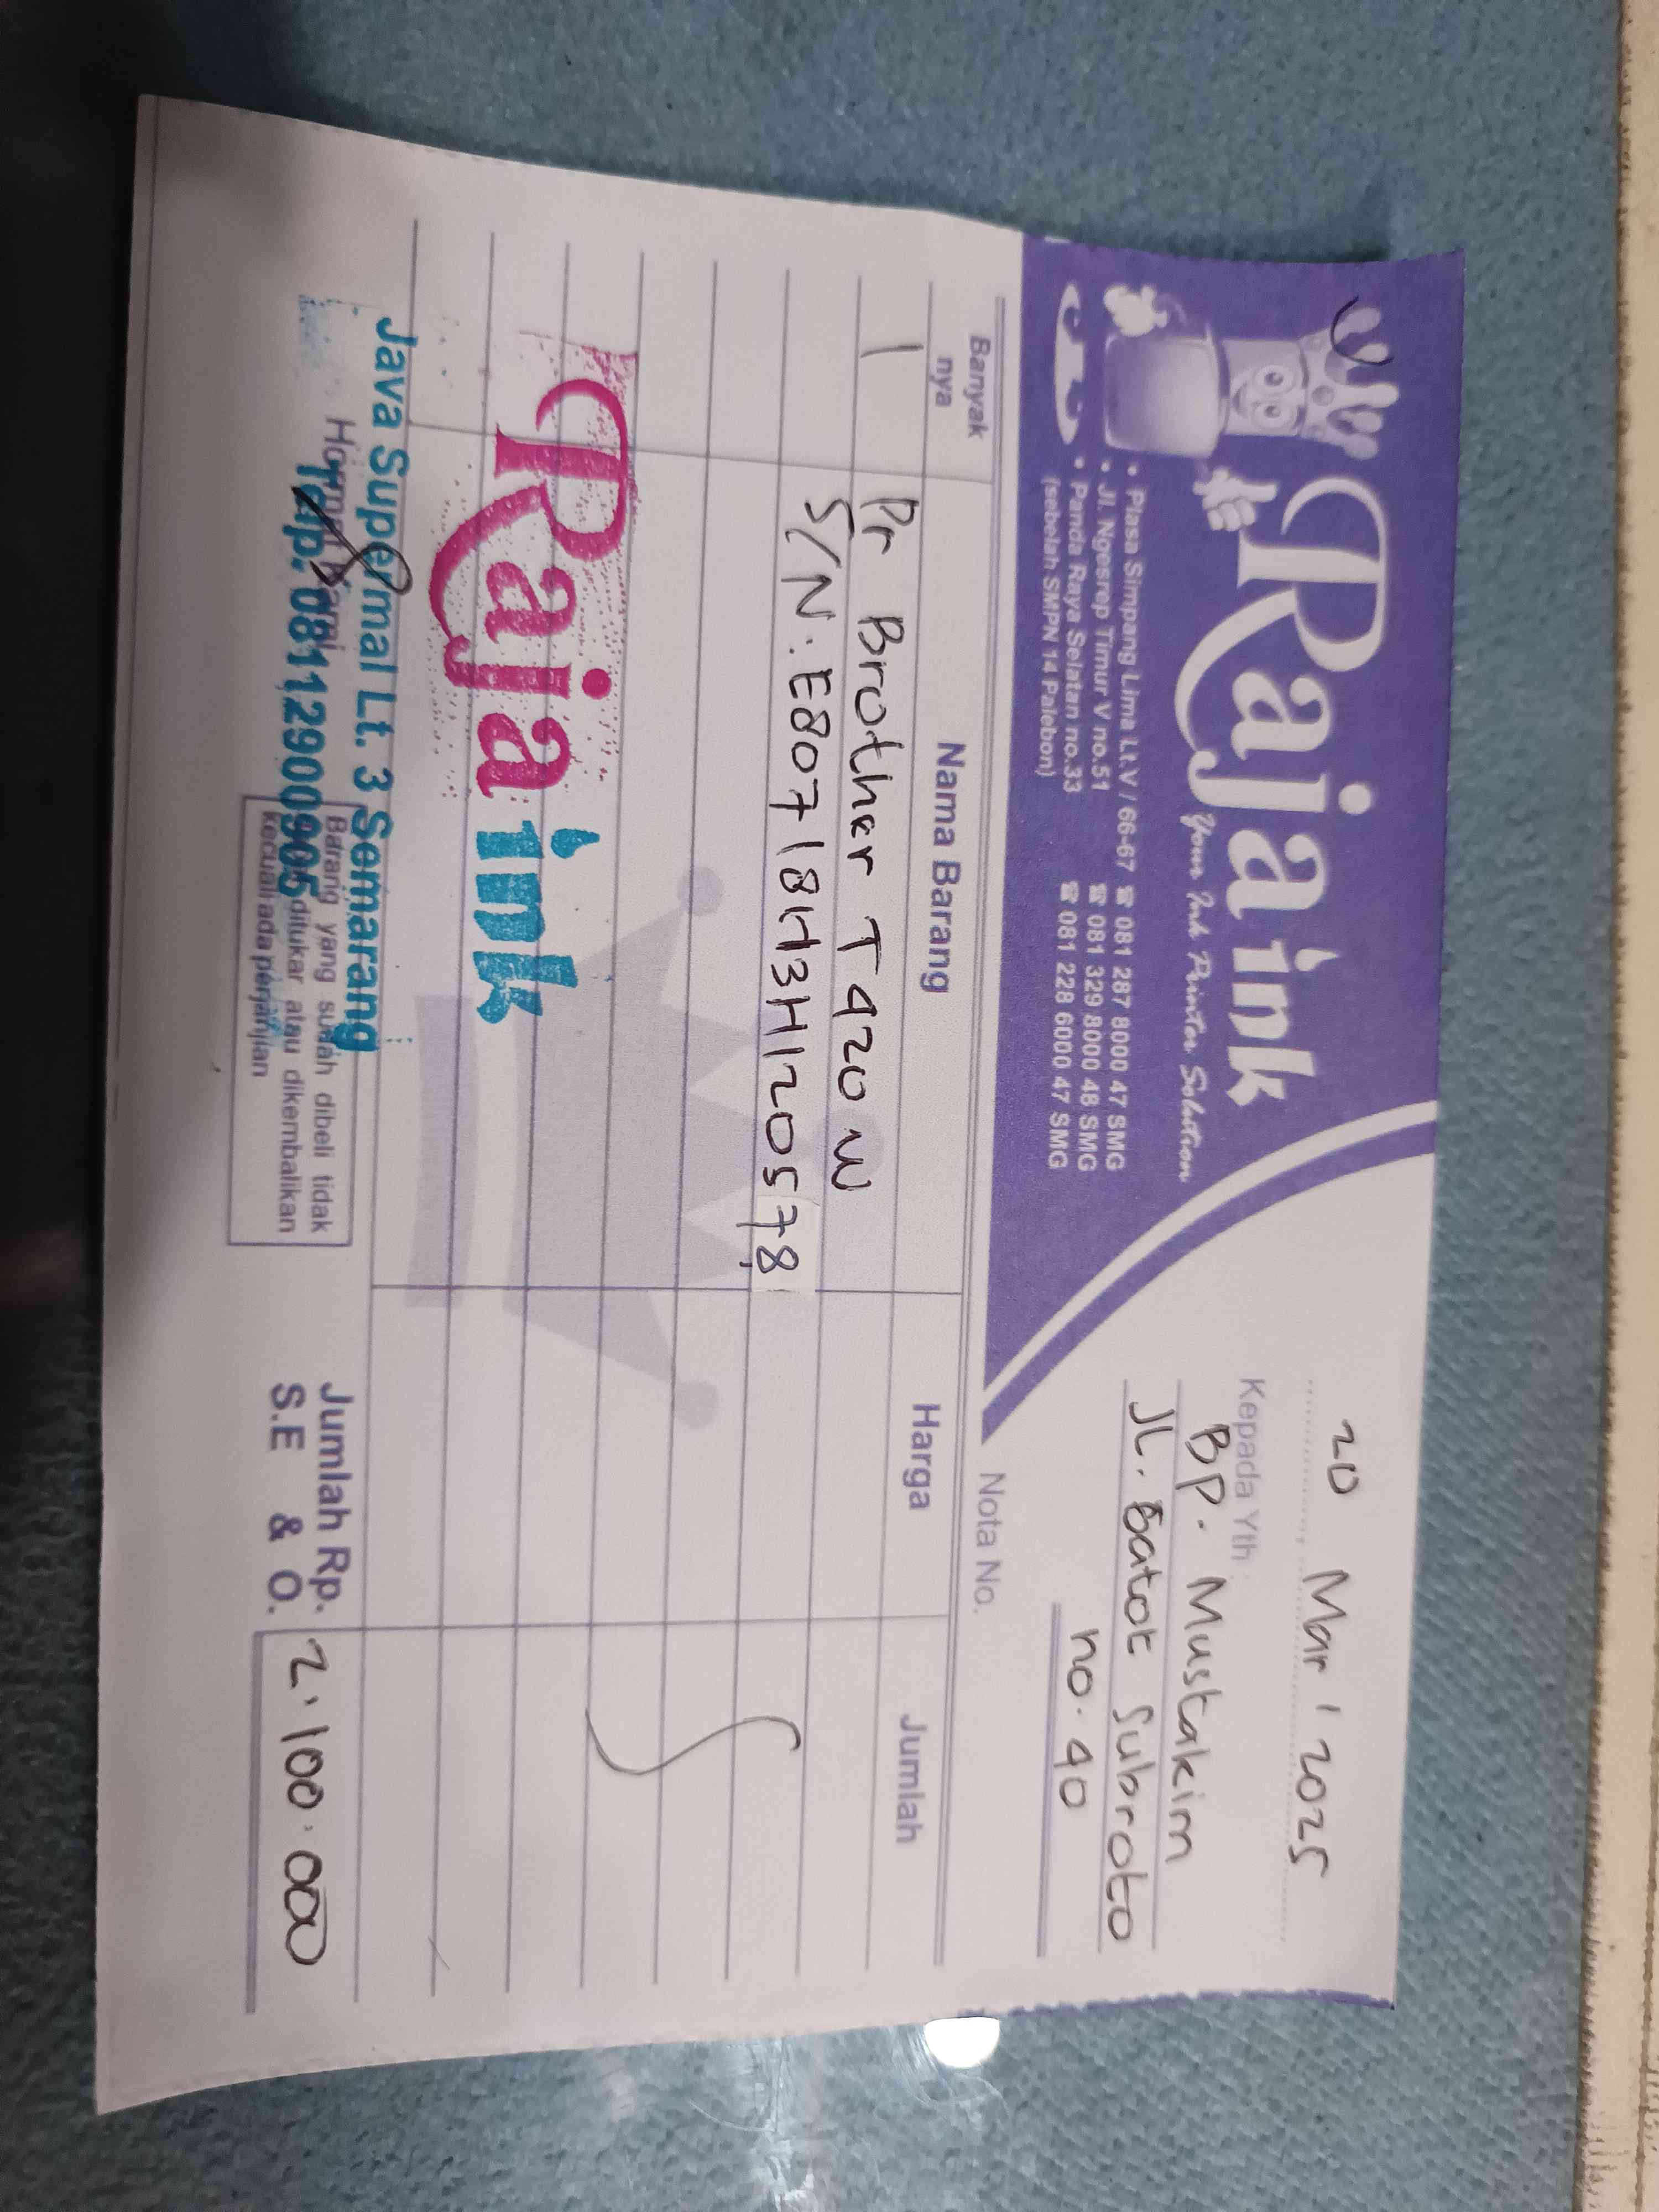 Raja ink
Your Ink Printer Solution
• Plasa Simpang Lima Lt.V / 66-67 ☎ 081 287 8000 47 SMG
• Jl. Ngesrep Timur V no.51 ☎ 081 329 8000 48 SMG
• Panda Raya Selatan no.33 ☎ 081 228 6000 47 SMG
(sebelah SMPN 14 Palebon)
20 Mar 2025
Kepada Yth.
BP. Mustakim
JL. Gatot Subroto
no. 40
Nota No.
Banyak nya Nama Barang Harga Jumlah
1 Pr Brother T420 W
S/N: E80718H3H120578
Raja ink
Java Supermal Lt. 3 Semarang
Telp. 08112900905
Hormat Kami
Barang yang sudah dibeli tidak
ditukar atau dikembalikan
kecuali ada perjanjian
Jumlah Rp. 2.100.000
S.E & O.